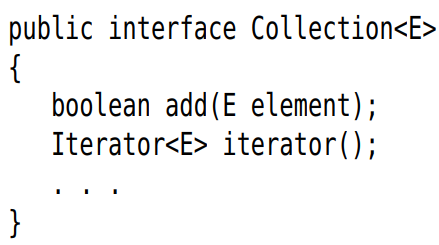 public interface Collection<E>
{
boolean add(E element);
Iterator<E> iterator();
. . .
}